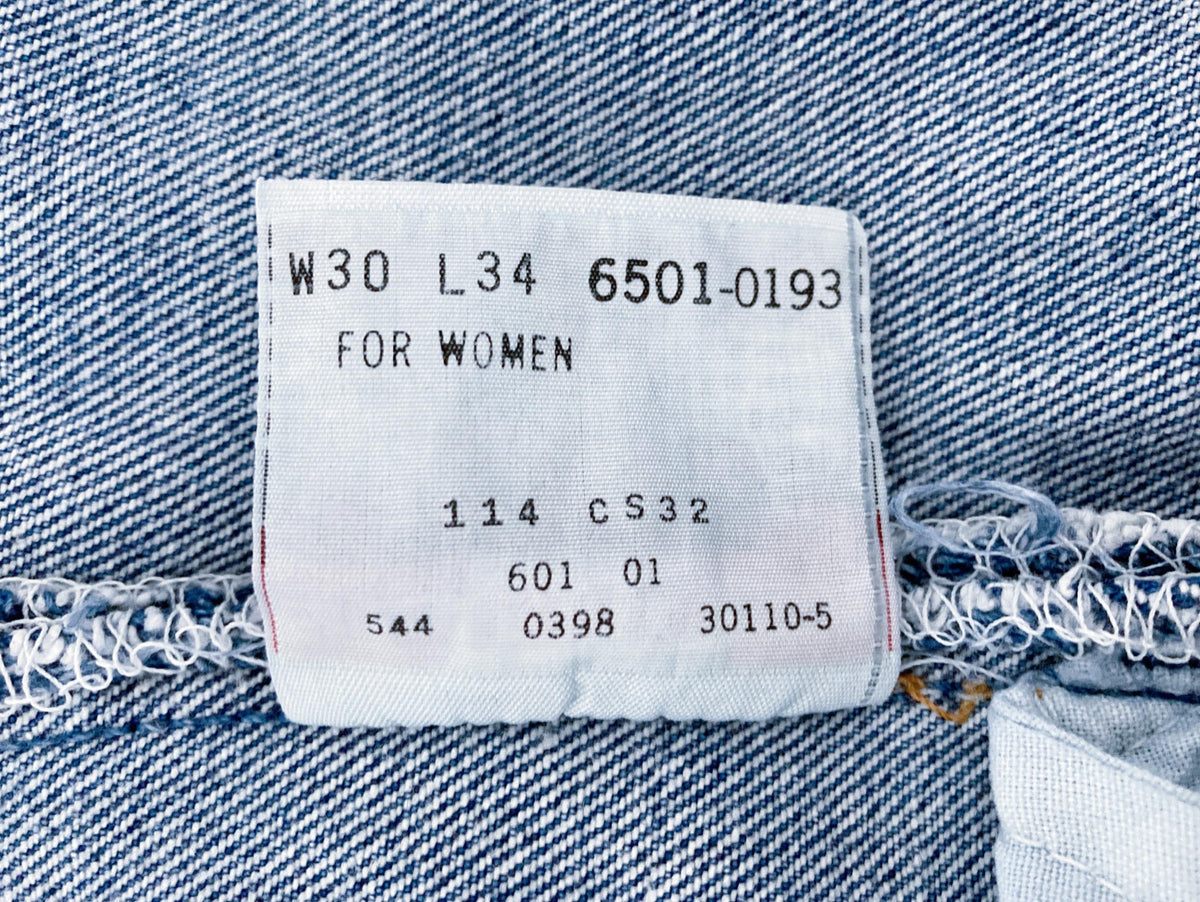 W30 L34 6501-0193
FOR WOMEN
114 CS32
601 01
544 0398 30110-5